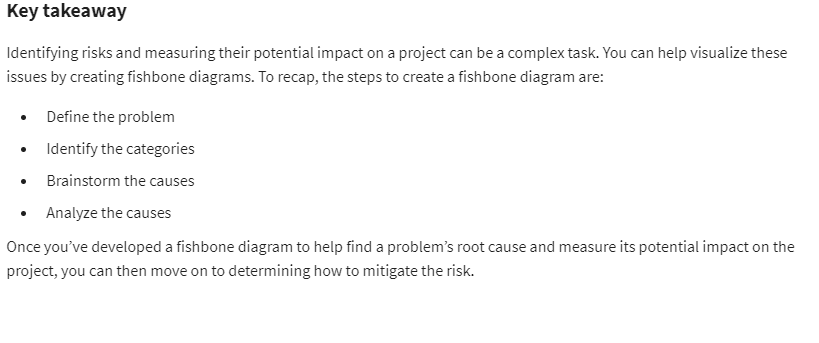 Key takeaway
Identifying risks and measuring their potential impact on a project can be a complex task. You can help visualize these
issues by creating fishbone diagrams. To recap, the steps to create a fishbone diagram are:
• Define the problem
• Identify the categories
• Brainstorm the causes
• Analyze the causes
Once you’ve developed a fishbone diagram to help find a problem’s root cause and measure its potential impact on the
project, you can then move on to determining how to mitigate the risk.